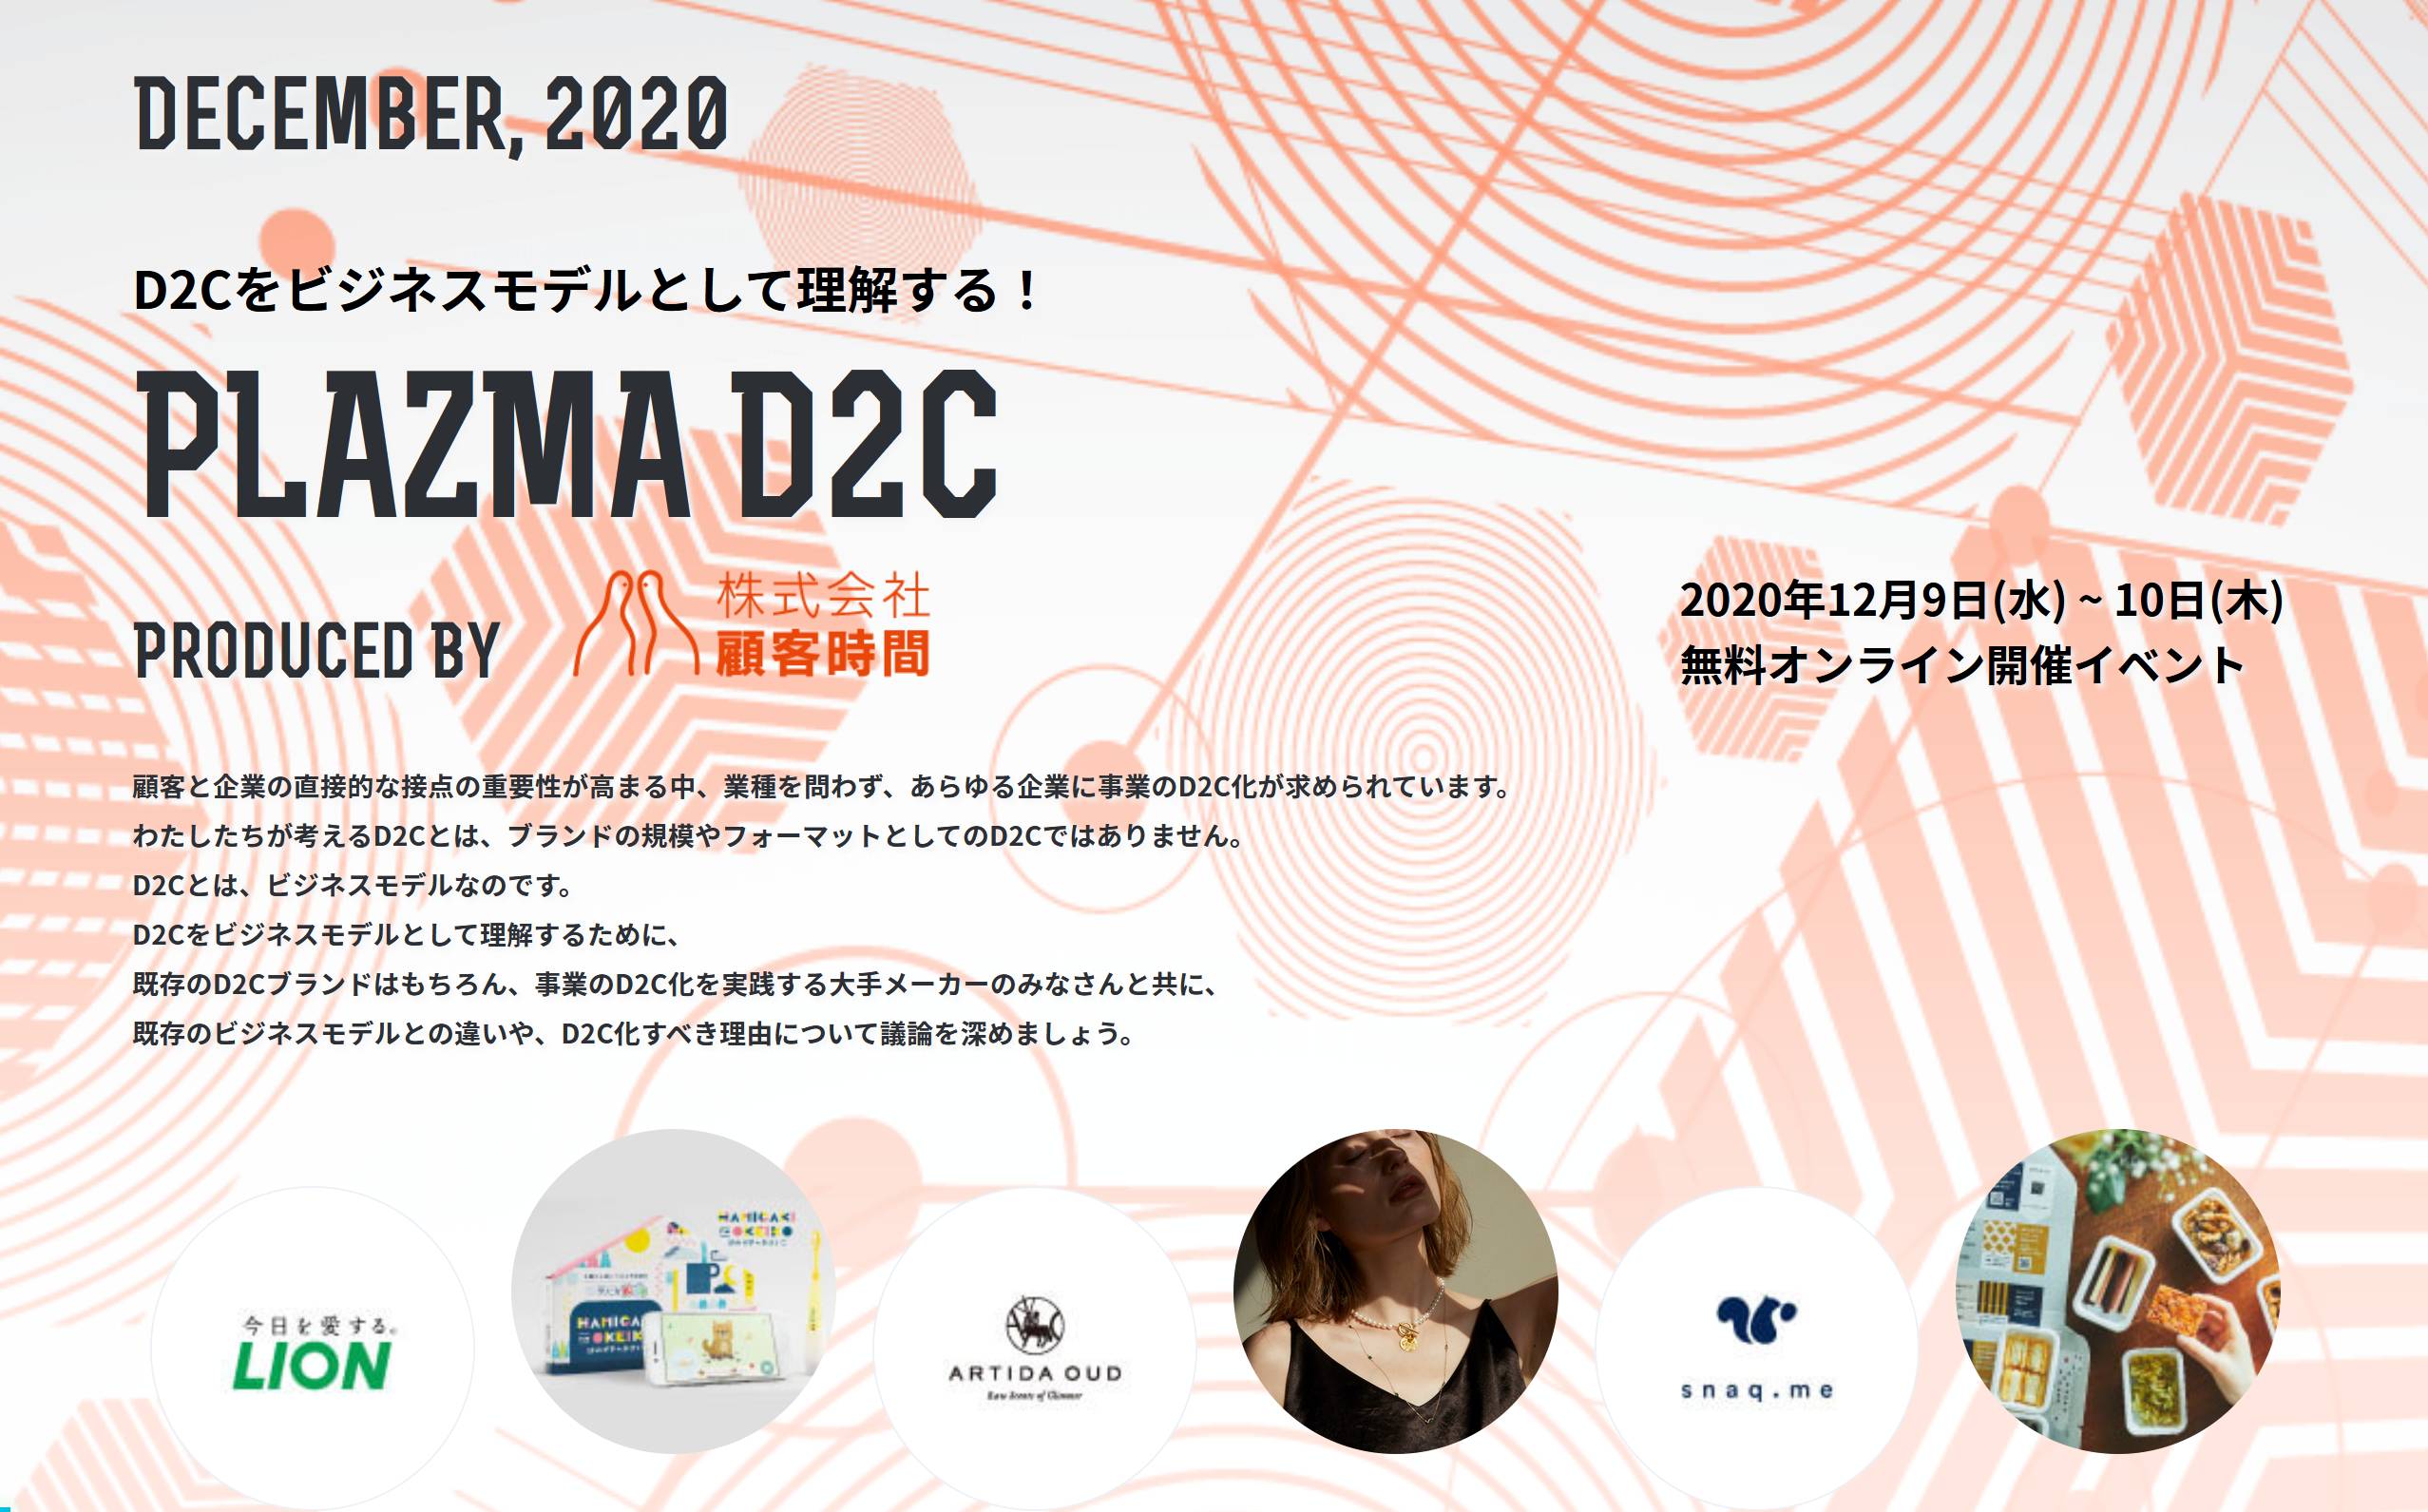 DECEMBER, 2020
D2Cをビジネスモデルとして理解する！
PLAZMA D2C
PRODUCED BY
株式会社
顧客時間
2020年12月9日(水) ~ 10日(木)
無料オンライン開催イベント
顧客と企業の直接的な接点の重要性が高まる中、業種を問わず、あらゆる企業に事業のD2C化が求められています。
わたしたちが考えるD2Cとは、ブランドの規模やフォーマットとしてのD2Cではありません。
D2Cとは、ビジネスモデルなのです。
D2Cをビジネスモデルとして理解するために、
既存のD2Cブランドはもちろん、事業のD2C化を実践する大手メーカーのみなさんと共に、
既存のビジネスモデルとの違いや、D2C化すべき理由について議論を深めましょう。
今日を愛する。
LION
HAMIGAKI
OKEIKO
ARTIDA OUD
snaq.me